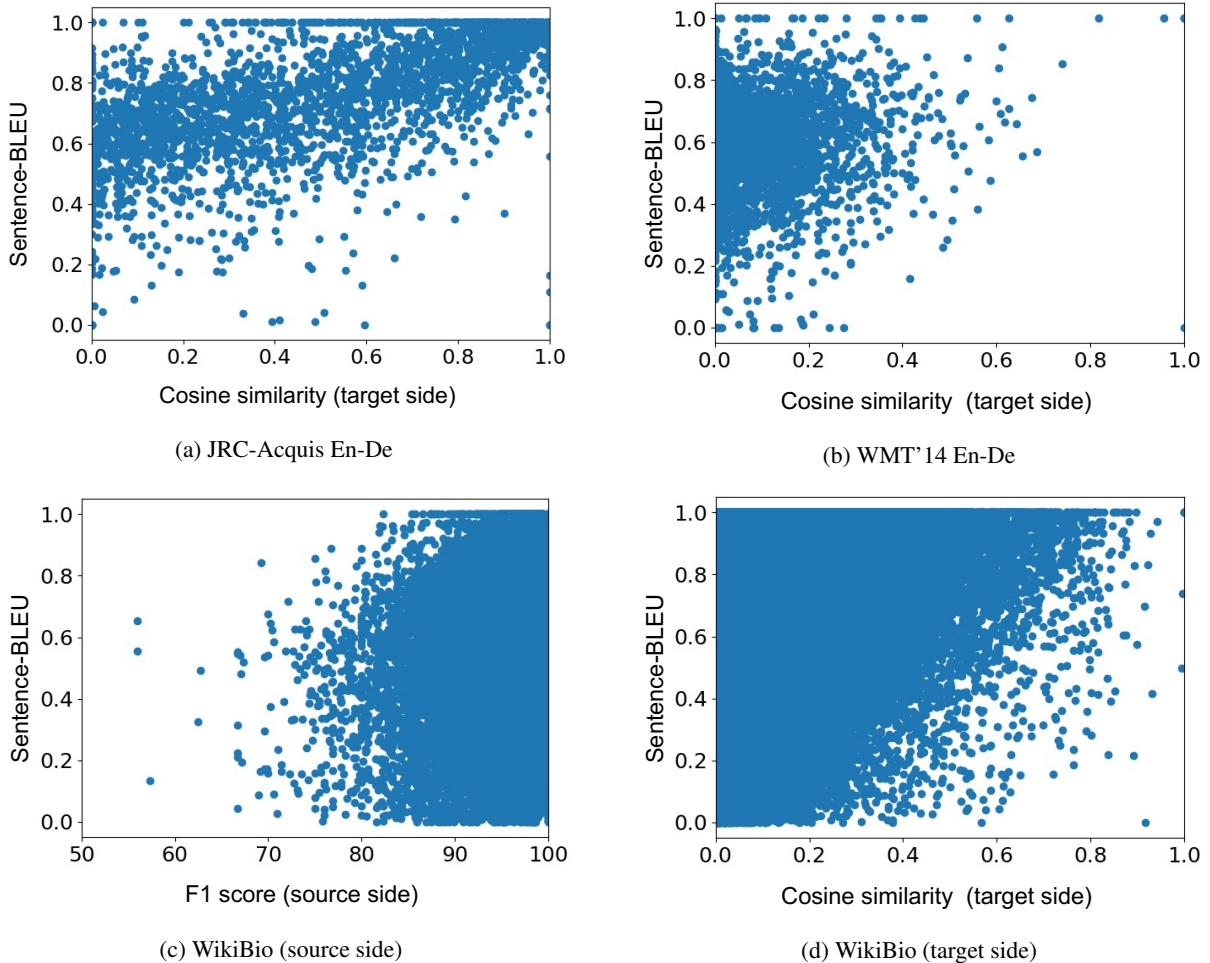 1.0
0.8
0.6
0.4
0.2
0.0
Sentence-BLEU
0.0 0.2 0.4 0.6 0.8 1.0
Cosine similarity (target side)
(a) JRC-Acquis En-De
1.0
0.8
0.6
0.4
0.2
0.0
Sentence-BLEU
0.0 0.2 0.4 0.6 0.8 1.0
Cosine similarity (target side)
(b) WMT’14 En-De
1.0
0.8
0.6
0.4
0.2
0.0
Sentence-BLEU
50 60 70 80 90 100
F1 score (source side)
(c) WikiBio (source side)
1.0
0.8
0.6
0.4
0.2
0.0
Sentence-BLEU
0.0 0.2 0.4 0.6 0.8 1.0
Cosine similarity (target side)
(d) WikiBio (target side)